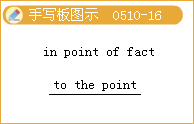 手写板图示 0510-16
in point of fact
to the point